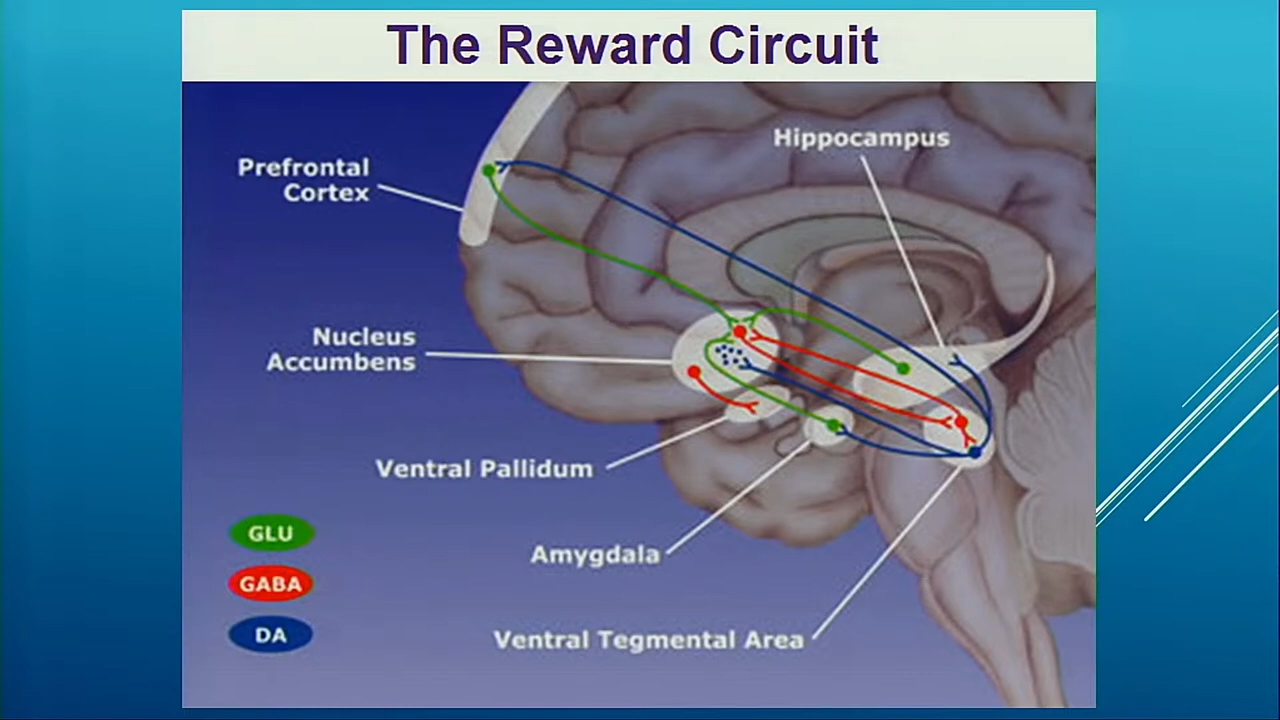 The Reward Circuit
Hippocampus
Prefrontal
Cortex
Nucleus
Accumbens
Ventral Pallidum
Amygdala
Ventral Tegmental Area
GLU
GABA
DA